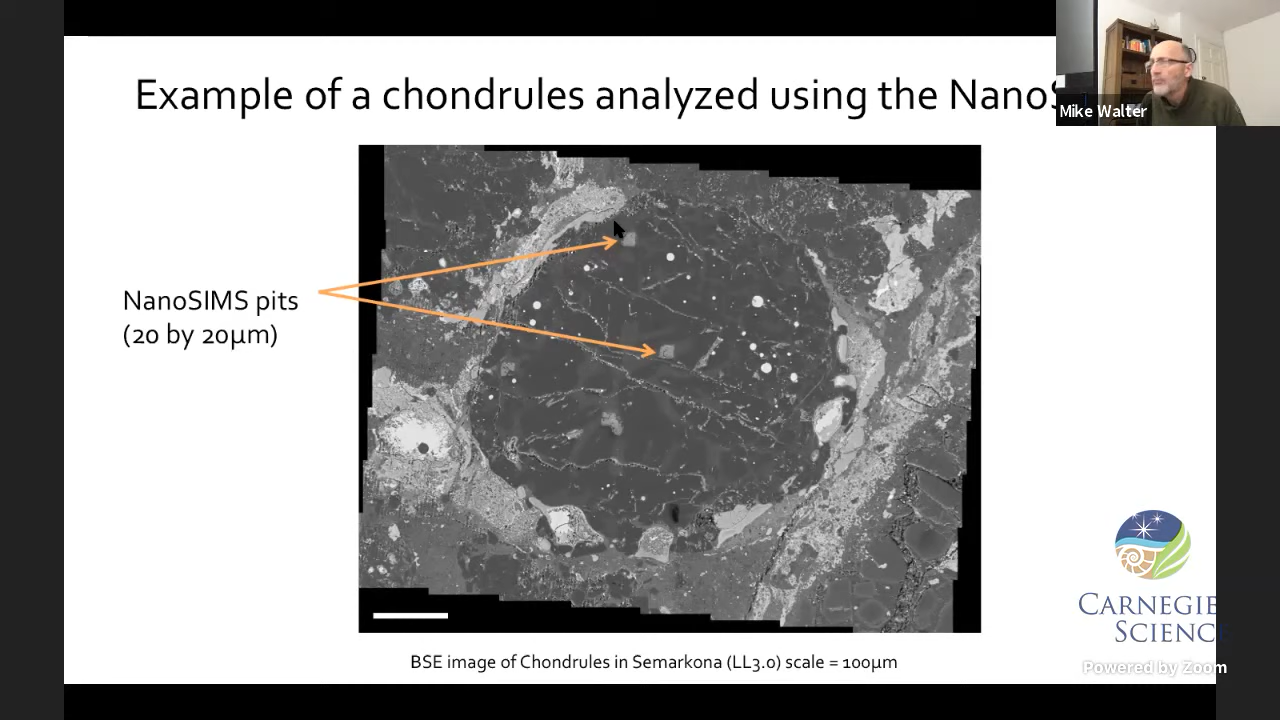 Example of a chondrules analyzed using the Nano
Mike Walter
NanoSIMS pits
(20 by 20µm)
CARNEGIE
SCIENCE
Powered by Zoom
BSE image of Chondrules in Semarkona (LL3.0) scale = 100µm